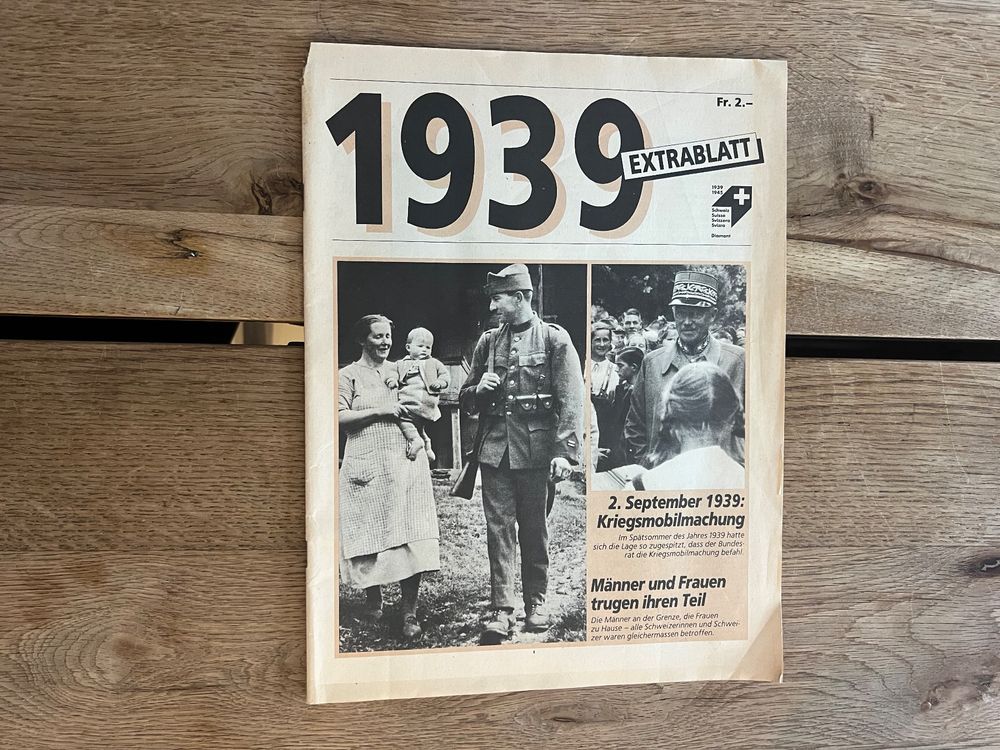 Fr. 2.–
1939
EXTRABLATT
1939
1945
Schweiz
Suisse
Svizzera
Svizra
Diamant
2. September 1939:
Kriegsmobilmachung
Im Spätsommer des Jahres 1939 hatte
sich die Lage so zugespitzt, dass der Bundes-
rat die Kriegsmobilmachung befahl.
Männer und Frauen
trugen ihren Teil
Die Männer an der Grenze, die Frauen
zu Hause – alle Schweizerinnen und Schwei-
zer waren gleichermassen betroffen.